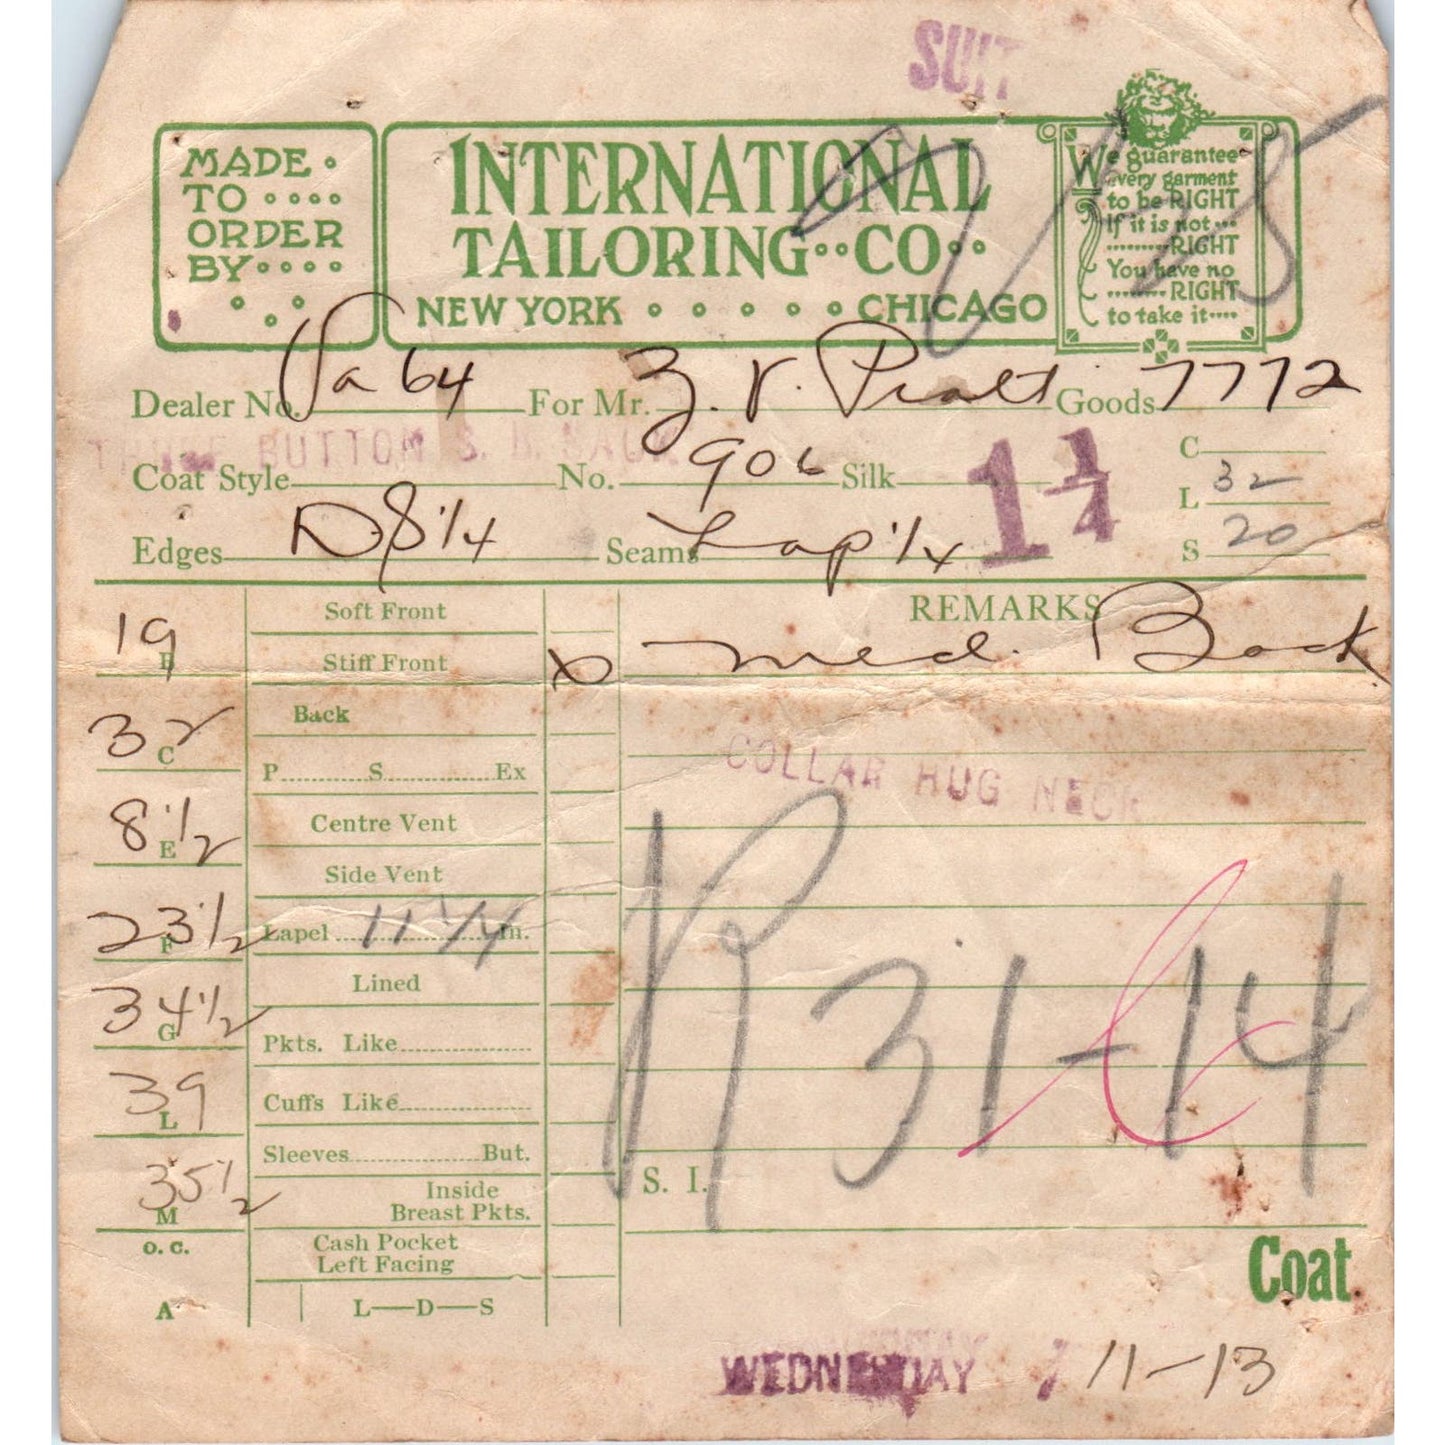 SUIT
MADE
TO
ORDER
BY
INTERNATIONAL
TAILORING CO
NEW YORK CHICAGO
We guarantee
every garment
to be RIGHT
If it is not
RIGHT
You have no
RIGHT
to take it
Dealer No. Va 64 For Mr. Z. V. Pratt Goods 7772
THREE BUTTON S. B. SACK
Coat Style No. 906 Silk 1 1/4
C
L 32
S 20
Edges D. S 1/4 Seams Lap 1/4
REMARKS
19 B Soft Front
Stiff Front x med. Back
32 C Back
P S Ex
COLLAR HUG NECK
8 1/2 E Centre Vent
Side Vent
23 1/2 F Lapel 11 1/4 In.
Lined
34 1/2 G Pkts. Like
R 31-14
39 L Cuffs Like
Sleeves But.
35 1/2 M Inside
Breast Pkts.
S. I.
O. C. Cash Pocket
Left Facing
Coat
A L—D—S
WEDNESDAY 11-13